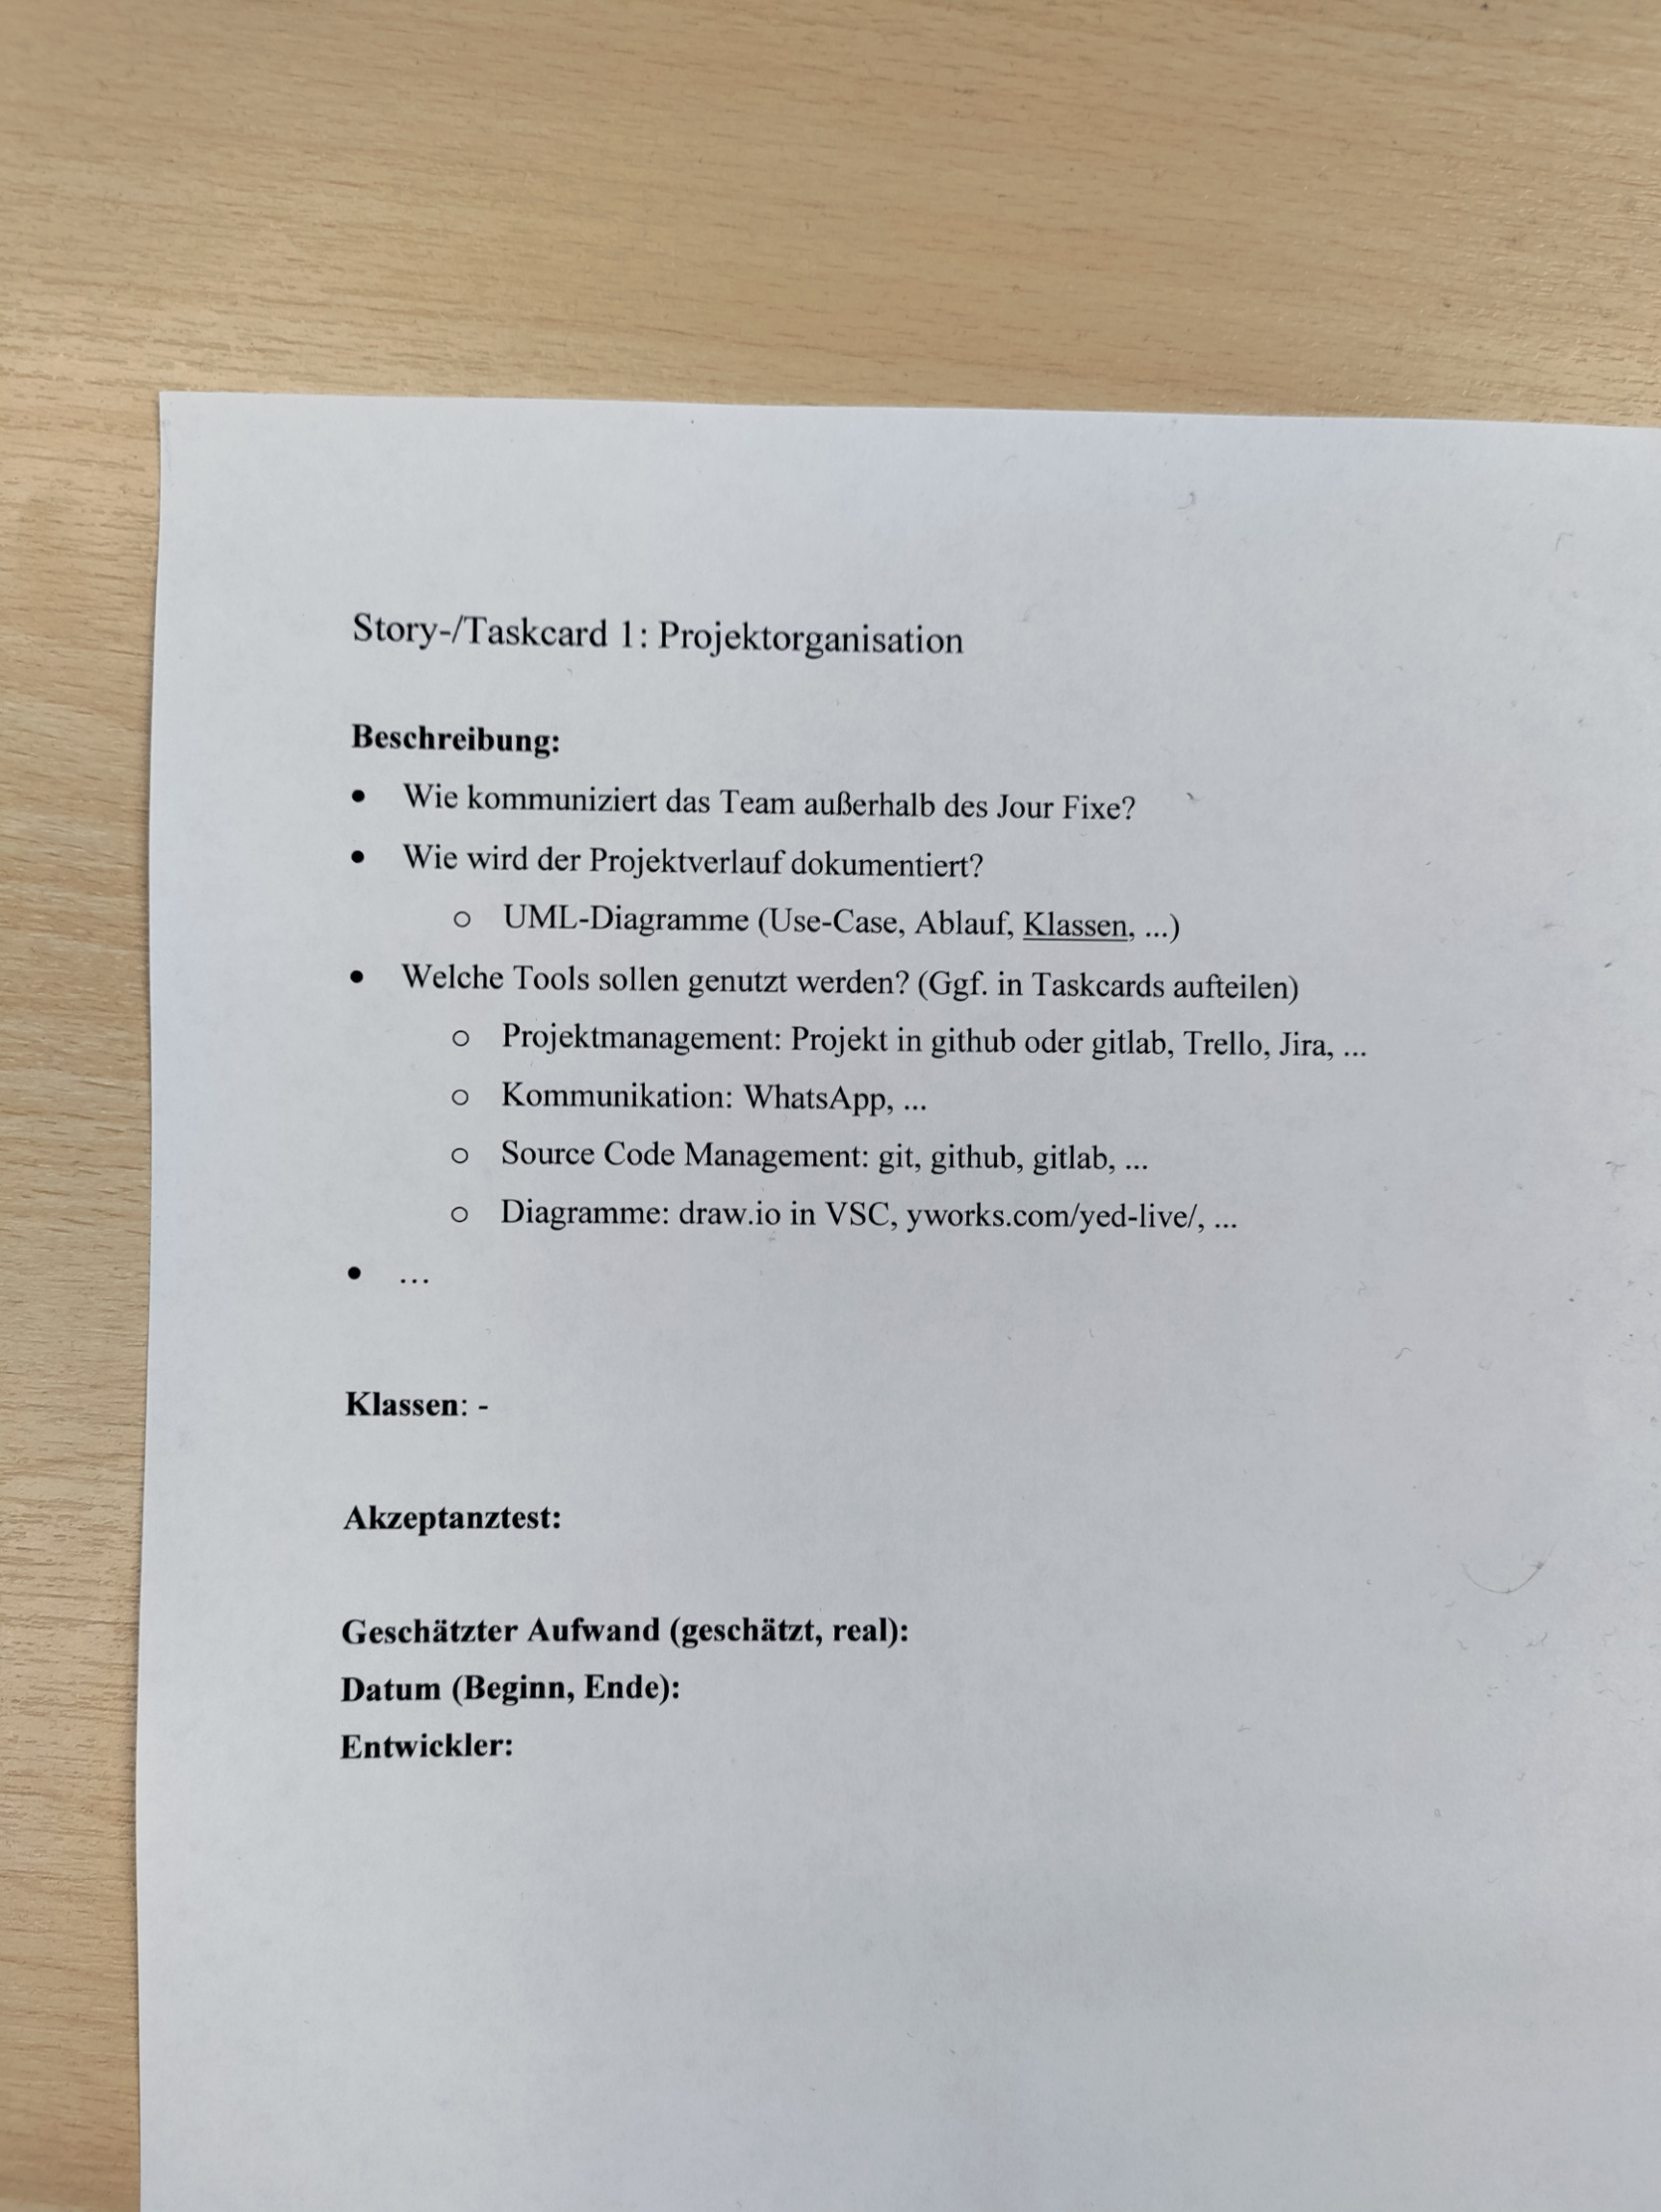 Story-/Taskcard 1: Projektorganisation
Beschreibung:
• Wie kommuniziert das Team außerhalb des Jour Fixe?
• Wie wird der Projektverlauf dokumentiert?
o UML-Diagramme (Use-Case, Ablauf, Klassen, ...)
• Welche Tools sollen genutzt werden? (Ggf. in Taskcards aufteilen)
o Projektmanagement: Projekt in github oder gitlab, Trello, Jira, ...
o Kommunikation: WhatsApp, ...
o Source Code Management: git, github, gitlab, ...
o Diagramme: draw.io in VSC, yworks.com/yed-live/, ...
• ...
Klassen: -
Akzeptanztest:
Geschätzter Aufwand (geschätzt, real):
Datum (Beginn, Ende):
Entwickler: